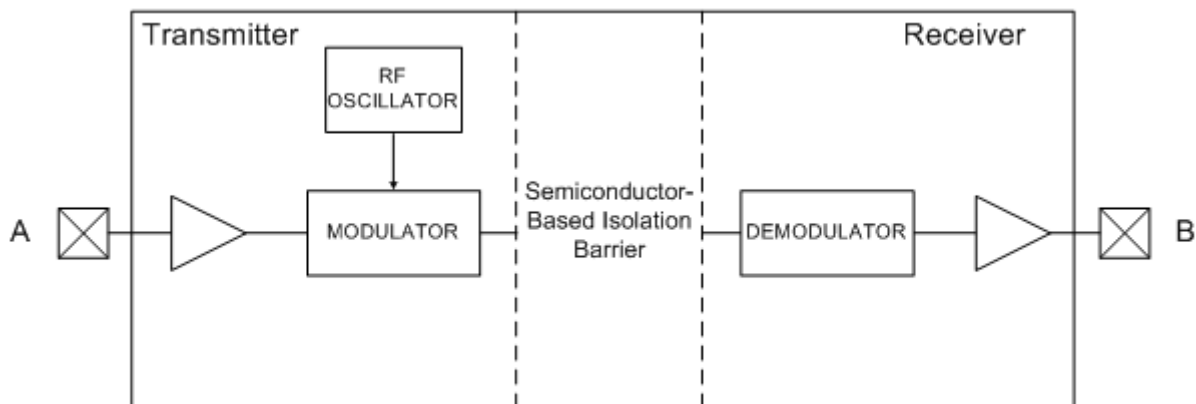 Transmitter
Receiver
RF
OSCILLATOR
A
MODULATOR
Semiconductor-
Based Isolation
Barrier
DEMODULATOR
B